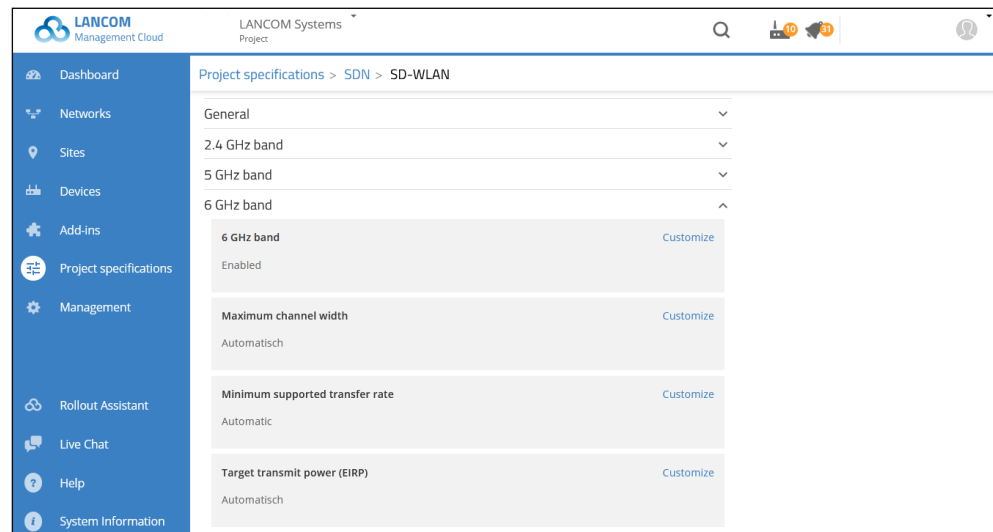 LANCOM
Management Cloud
LANCOM Systems
Project
10
31
Dashboard
Networks
Sites
Devices
Add-ins
Project specifications
Management
Rollout Assistant
Live Chat
Help
System Information
Project specifications > SDN > SD-WLAN
General
2.4 GHz band
5 GHz band
6 GHz band
6 GHz band Customize
Enabled
Maximum channel width Customize
Automatisch
Minimum supported transfer rate Customize
Automatic
Target transmit power (EIRP) Customize
Automatisch